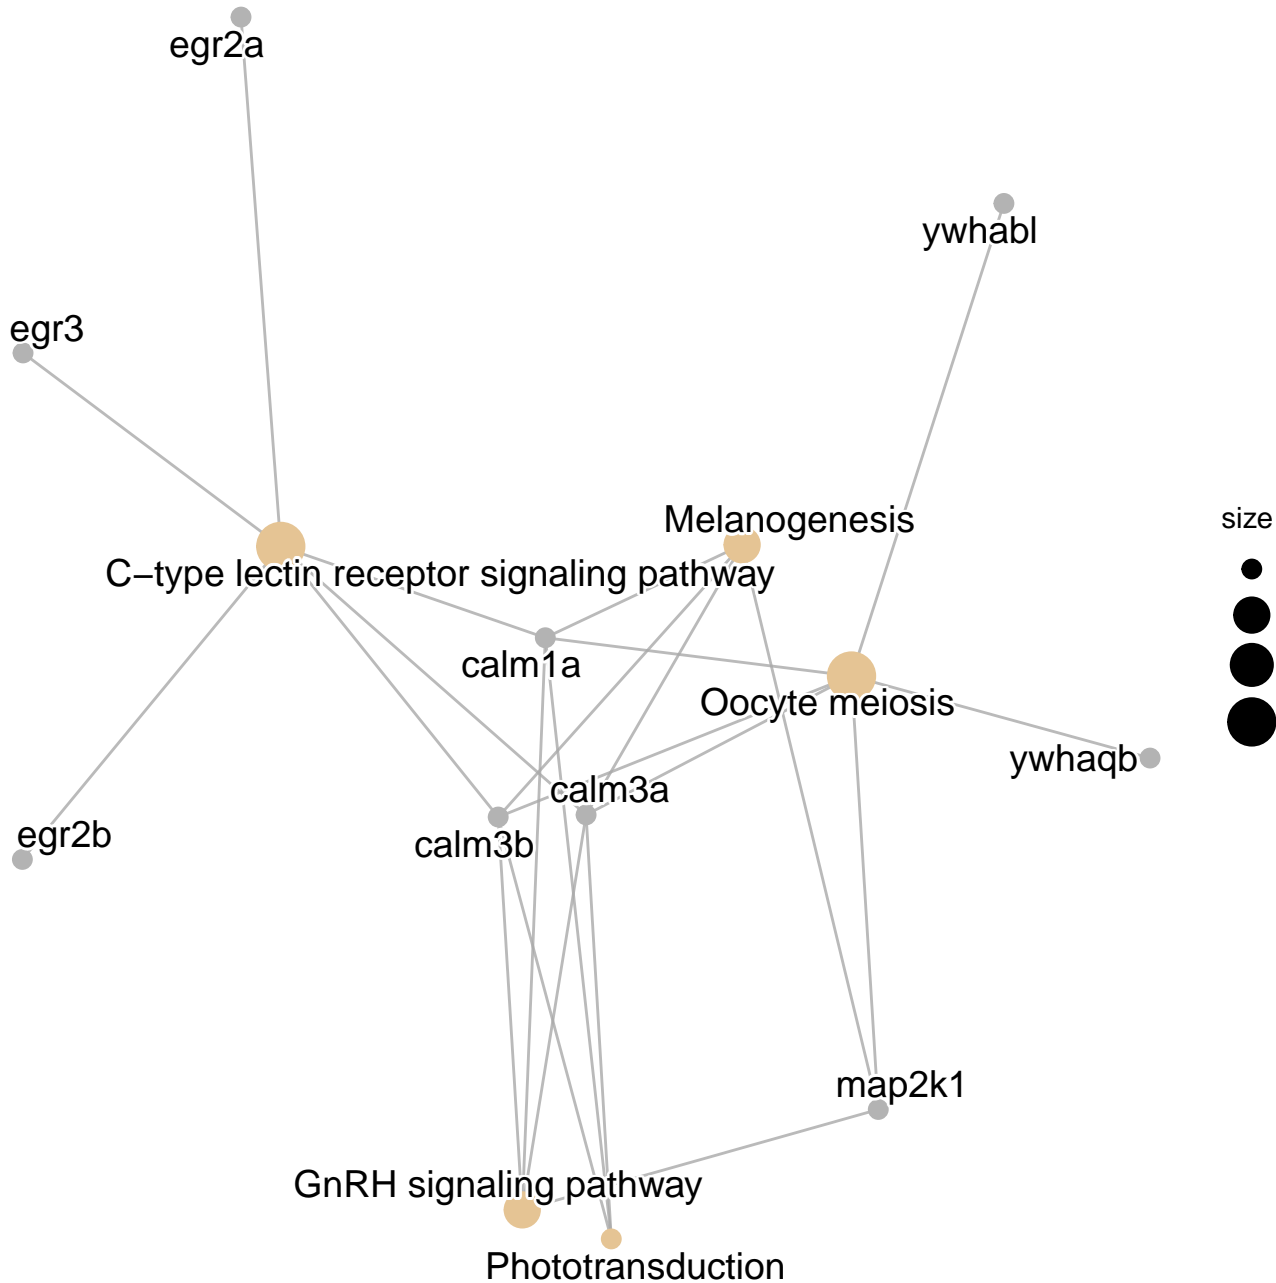 egr2a
ywhabl
egr3
Melanogenesis
size
C−type lectin receptor signaling pathway
calm1a
Oocyte meiosis
ywhaqb
calm3a
egr2b
calm3b
map2k1
GnRH signaling pathway
Phototransduction